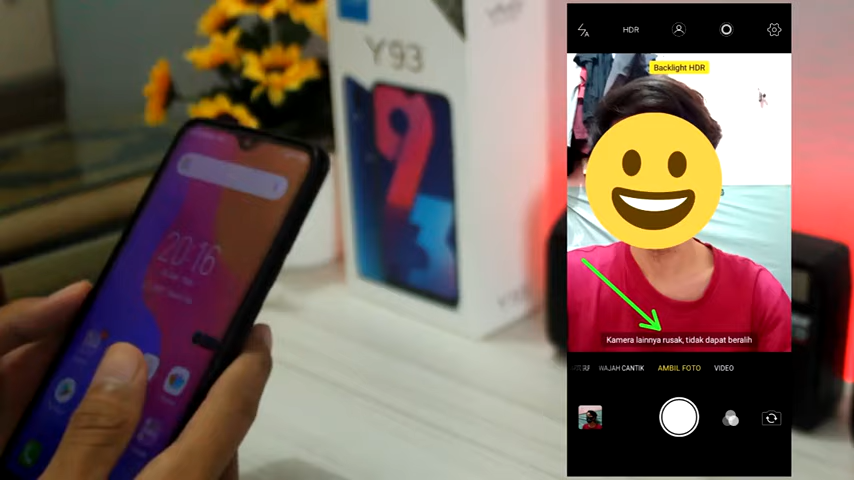 Y93
20:16
HDR
Backlight HDR
Kamera lainnya rusak, tidak dapat beralih
WAJAH CANTIK
AMBIL FOTO
VIDEO